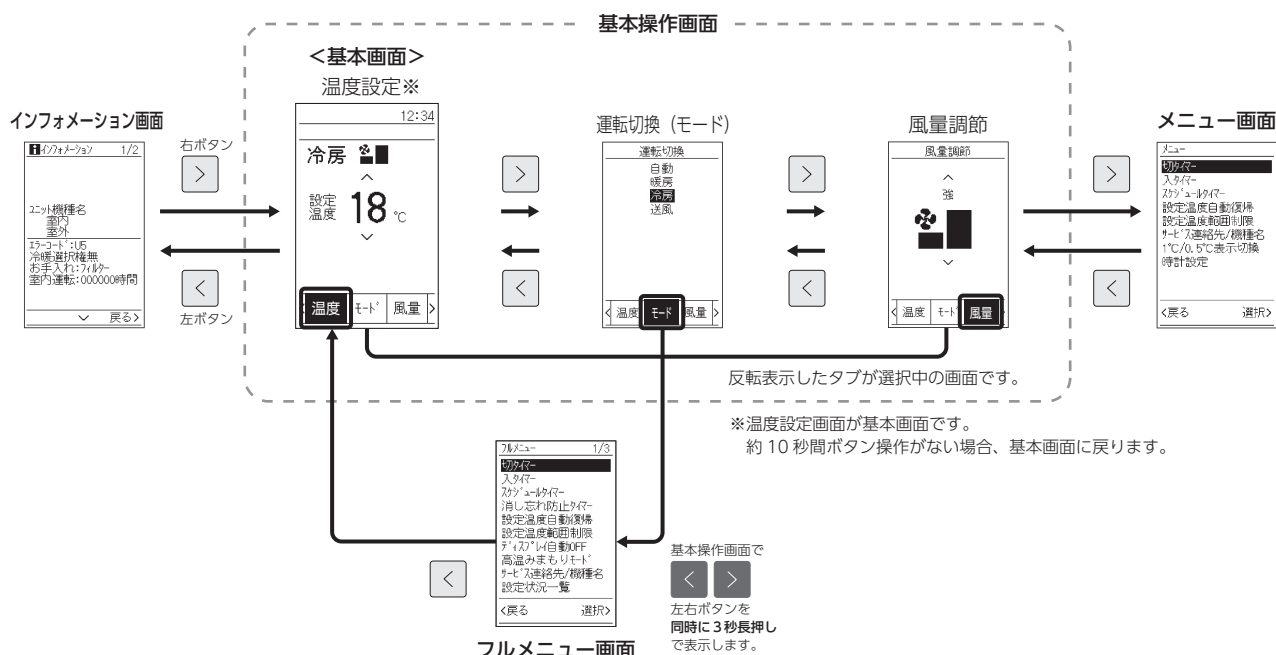 基本操作画面
<基本画面>
温度設定※
インフォメーション画面
右ボタン
>
<
左ボタン
iインフォメーション 1/2
ユニット機種名
室内
室外
エラーコード:U5
冷暖選択権無
お手入れ:フィルター
室内運転:000000時間
戻る>
12:34
冷房
設定
温度
18℃
<温度 モード 風量>
>
<
運転切換(モード)
運転切換
自動
暖房
冷房
送風
<温度 モード 風量>
>
<
風量調節
風量調節
強
<温度 モード 風量>
>
<
メニュー画面
メニュー
切タイマー
入タイマー
スケジュールタイマー
設定温度自動復帰
設定温度範囲制限
サービス連絡先/機種名
1℃/0.5℃表示切換
時計設定
<戻る 選択>
反転表示したタブが選択中の画面です。
※温度設定画面が基本画面です。
約10秒間ボタン操作がない場合、基本画面に戻ります。
フルメニュー 1/3
切タイマー
入タイマー
スケジュールタイマー
消し忘れ防止タイマー
設定温度自動復帰
設定温度範囲制限
ディスプレイ自動OFF
高温みまもりモード
サービス連絡先/機種名
設定状況一覧
<戻る 選択>
<
フルメニュー画面
基本操作画面で
< >
左右ボタンを
同時に3秒長押し
で表示します。